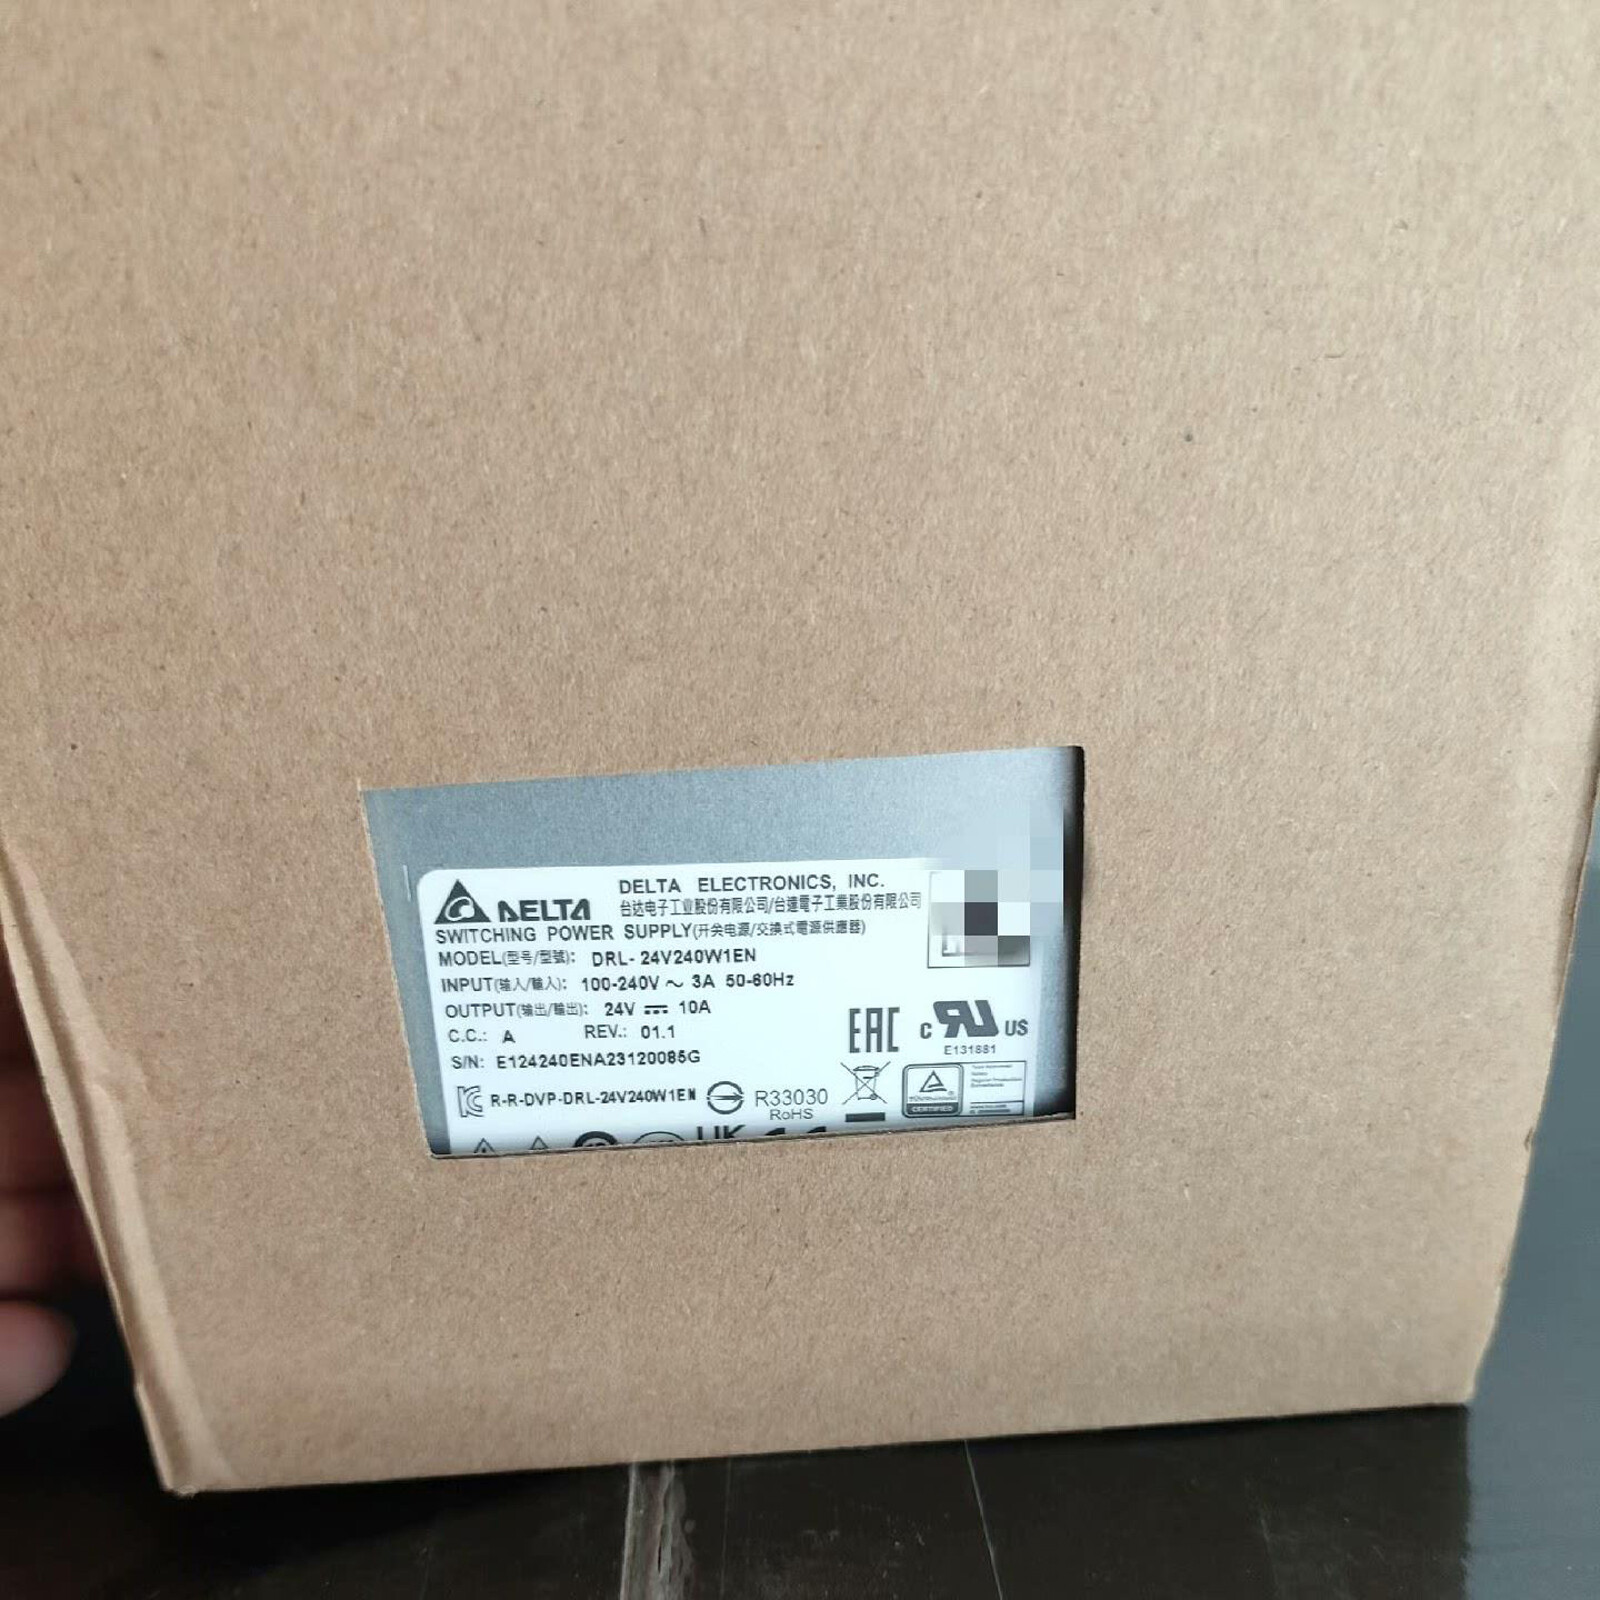 DELTA
DELTA ELECTRONICS, INC.
台达电子工业股份有限公司/台達電子工業股份有限公司
SWITCHING POWER SUPPLY(开关电源/交換式電源供應器)
MODEL(型号/型號): DRL-24V240W1EN
INPUT(输入/輸入): 100-240V ~ 3A 50-60Hz
OUTPUT(输出/輸出): 24V ⎓ 10A
C.C.: A REV.: 01.1
S/N: E124240ENA23120085G
EAC
c RU US
E131881
R-R-DVP-DRL-24V240W1EN
R33030
RoHS
CERTIFIED
UK